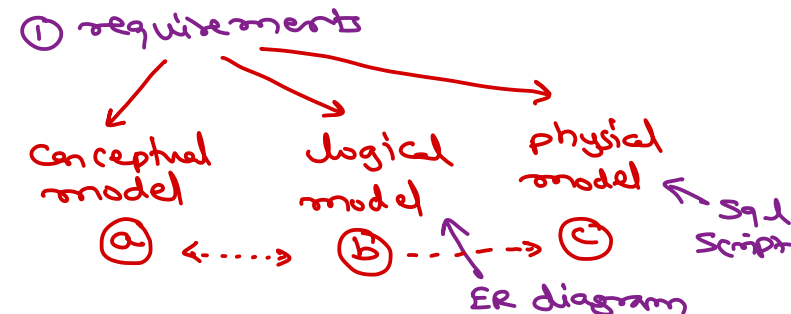 ① requirements
Conceptual
model
ⓐ
logical
model
ⓑ
physical
model
ⓒ
Sql
Script
ER diagram